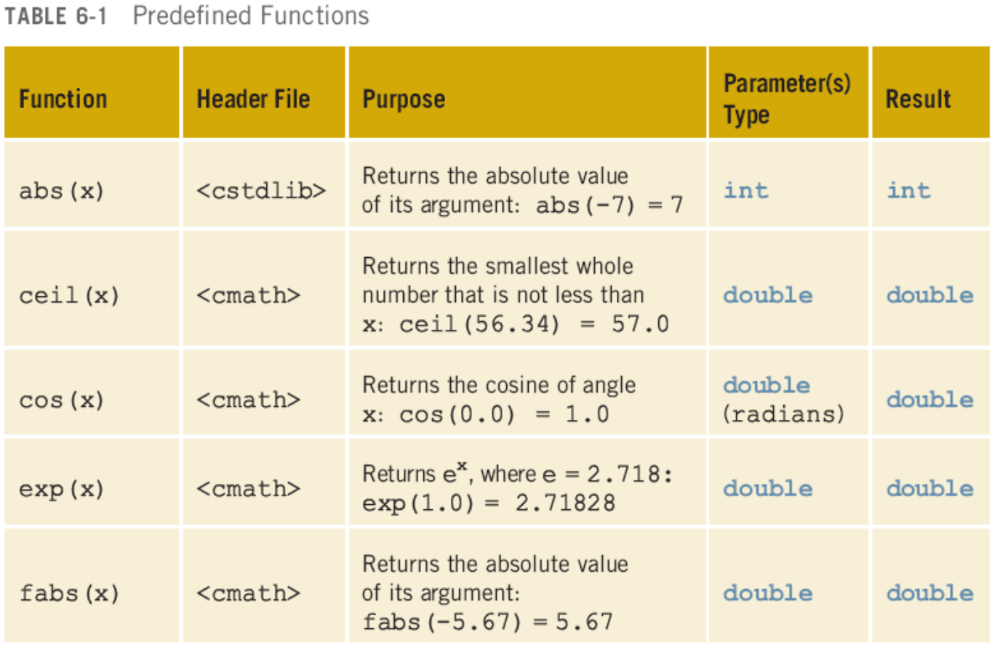 TABLE 6-1 Predefined Functions
Function Header File Purpose Parameter(s) Type Result
abs(x) <cstdlib> Returns the absolute value
of its argument: abs(-7) = 7 int int
ceil(x) <cmath> Returns the smallest whole
number that is not less than
x: ceil(56.34) = 57.0 double double
cos(x) <cmath> Returns the cosine of angle
x: cos(0.0) = 1.0 double
(radians) double
exp(x) <cmath> Returns eˣ, where e = 2.718:
exp(1.0) = 2.71828 double double
fabs(x) <cmath> Returns the absolute value
of its argument:
fabs(-5.67) = 5.67 double double